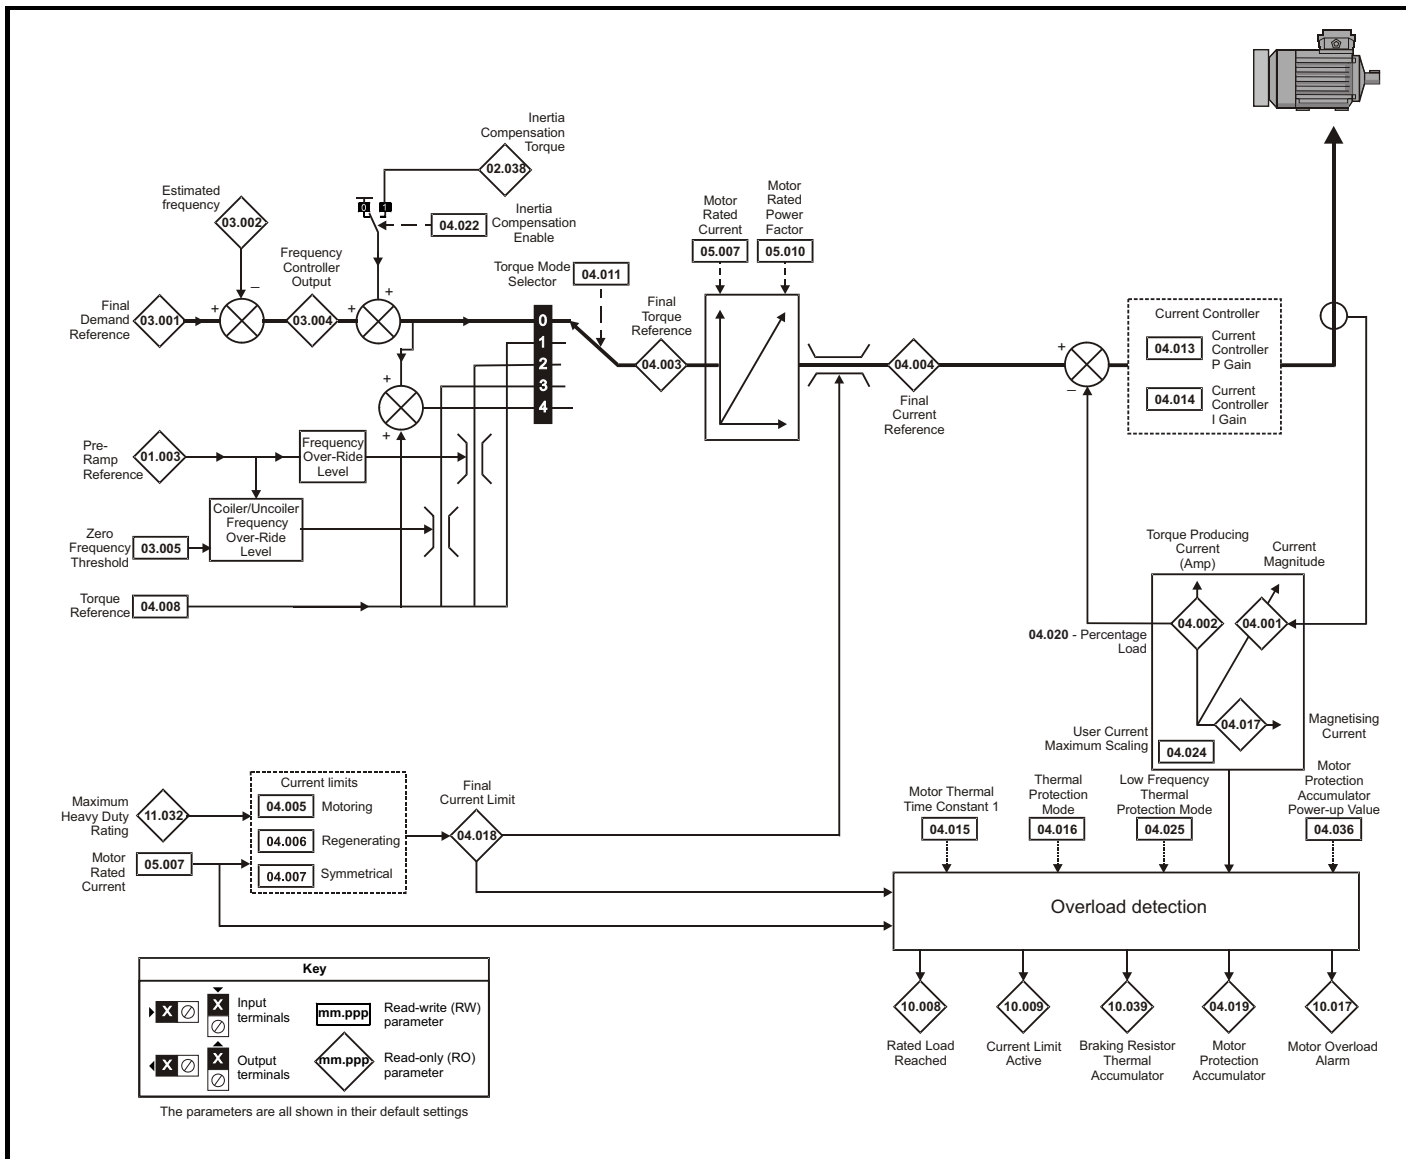 Inertia
Compensation
Torque
02.038
Estimated
frequency
03.002
0
1
04.022
Inertia
Compensation
Enable
Motor
Rated
Current
05.007
Motor
Rated
Power
Factor
05.010
Frequency
Controller
Output
03.004
Torque Mode
Selector
04.011
Final
Demand
Reference
03.001
+
–
+
+
0
1
2
3
4
Final
Torque
Reference
04.003
04.004
Final
Current
Reference
+
–
Current Controller
04.013
Current
Controller
P Gain
04.014
Current
Controller
I Gain
+
+
Pre-
Ramp
Reference
01.003
Frequency
Over-Ride
Level
Coiler/Uncoiler
Frequency
Over-Ride
Level
Zero
Frequency
Threshold
03.005
Torque
Reference
04.008
Torque Producing
Current
(Amp)
Current
Magnitude
04.002
04.001
04.020 - Percentage
Load
04.017
Magnetising
Current
User Current
Maximum Scaling
04.024
Maximum
Heavy Duty
Rating
11.032
Motor
Rated
Current
05.007
Current limits
04.005
Motoring
04.006
Regenerating
04.007
Symmetrical
Final
Current Limit
04.018
Motor Thermal
Time Constant 1
04.015
Thermal
Protection
Mode
04.016
Low Frequency
Thermal
Protection Mode
04.025
Motor
Protection
Accumulator
Power-up Value
04.036
Overload detection
10.008
Rated Load
Reached
10.009
Current Limit
Active
10.039
Braking Resistor
Thermal
Accumulator
04.019
Motor
Protection
Accumulator
10.017
Motor Overload
Alarm
Key
X
X
Input
terminals
mm.ppp
Read-write (RW)
parameter
X
X
Output
terminals
mm.ppp
Read-only (RO)
parameter
The parameters are all shown in their default settings